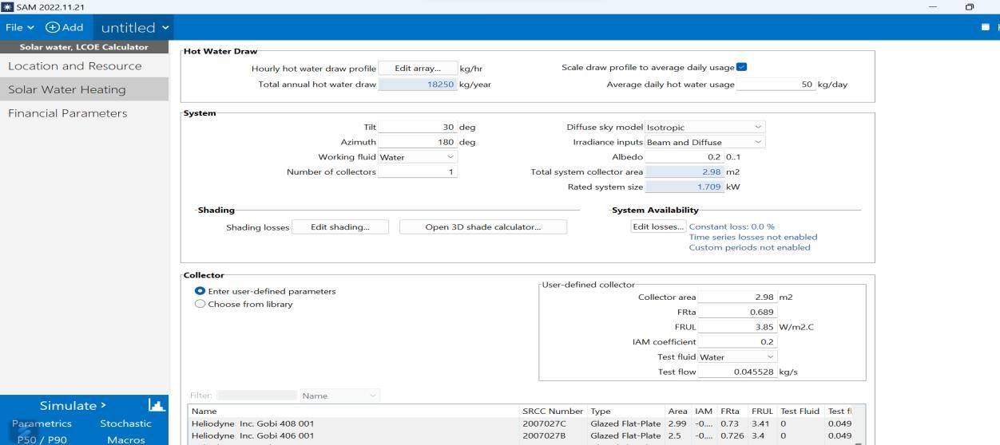 SAM 2022.11.21
File Add untitled
Solar water, LCOE Calculator
Location and Resource
Solar Water Heating
Financial Parameters
Simulate >
Parametrics Stochastic
P50 / P90 Macros
Hot Water Draw
Hourly hot water draw profile Edit array... kg/hr Scale draw profile to average daily usage
Total annual hot water draw 18250 kg/year Average daily hot water usage 50 kg/day
System
Tilt 30 deg Diffuse sky model Isotropic
Azimuth 180 deg Irradiance inputs Beam and Diffuse
Working fluid Water Albedo 0.2 0..1
Number of collectors 1 Total system collector area 2.98 m2
Rated system size 1.709 kW
Shading System Availability
Shading losses Edit shading... Open 3D shade calculator... Edit losses... Constant loss: 0.0 %
Time series losses not enabled
Custom periods not enabled
Collector
Enter user-defined parameters
Choose from library
User-defined collector
Collector area 2.98 m2
FRta 0.689
FRUL 3.85 W/m2.C
IAM coefficient 0.2
Test fluid Water
Test flow 0.045528 kg/s
Filter: Name
Name SRCC Number Type Area IAM FRta FRUL Test Fluid Test fl
Heliodyne Inc. Gobi 408 001 2007027C Glazed Flat-Plate 2.99 -0.... 0.73 3.41 0 0.049
Heliodyne Inc. Gobi 406 001 2007027B Glazed Flat-Plate 2.5 -0.... 0.726 3.4 0 0.049